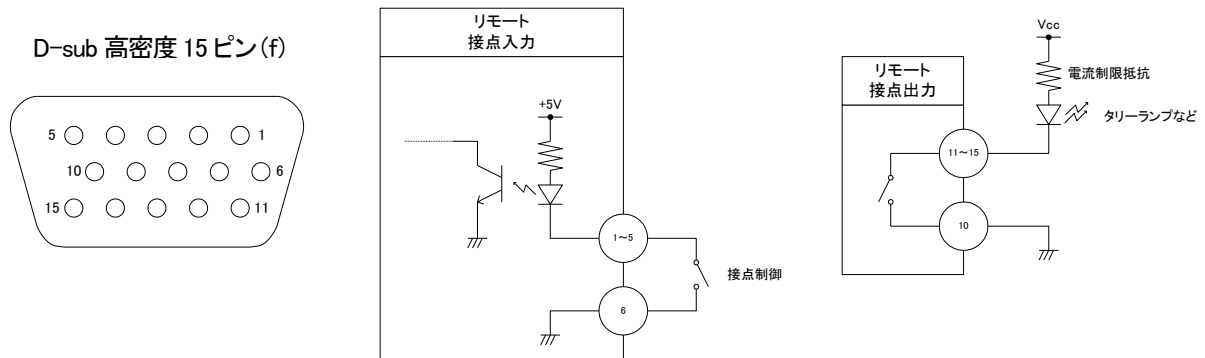 D-sub 高密度 15 ピン(f)
5
1
10
6
15
11
リモート
接点入力
+5V
1~5
6
接点制御
リモート
接点出力
Vcc
電流制限抵抗
タリーランプなど
11~15
10